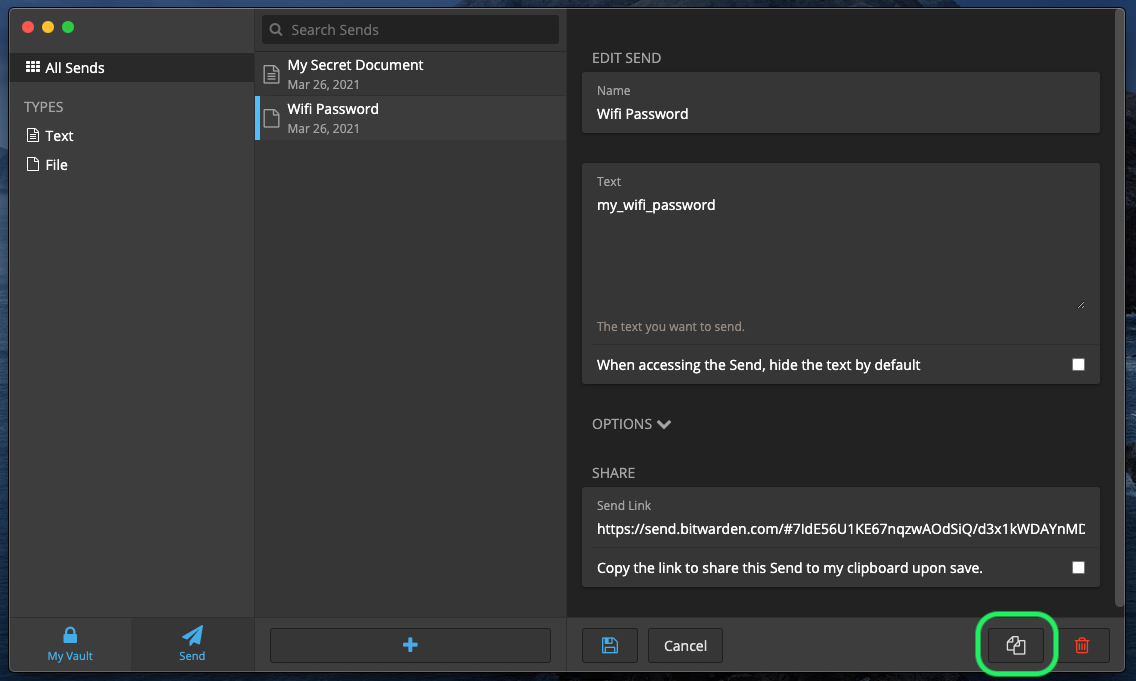 Search Sends
All Sends
TYPES
Text
File
My Secret Document
Mar 26, 2021
Wifi Password
Mar 26, 2021
EDIT SEND
Name
Wifi Password
Text
my_wifi_password
The text you want to send.
When accessing the Send, hide the text by default
OPTIONS
SHARE
Send Link
https://send.bitwarden.com/#7IdE56U1KE67nqzwAOdSiQ/d3x1kWDAYnMD
Copy the link to share this Send to my clipboard upon save.
My Vault
Send
Cancel